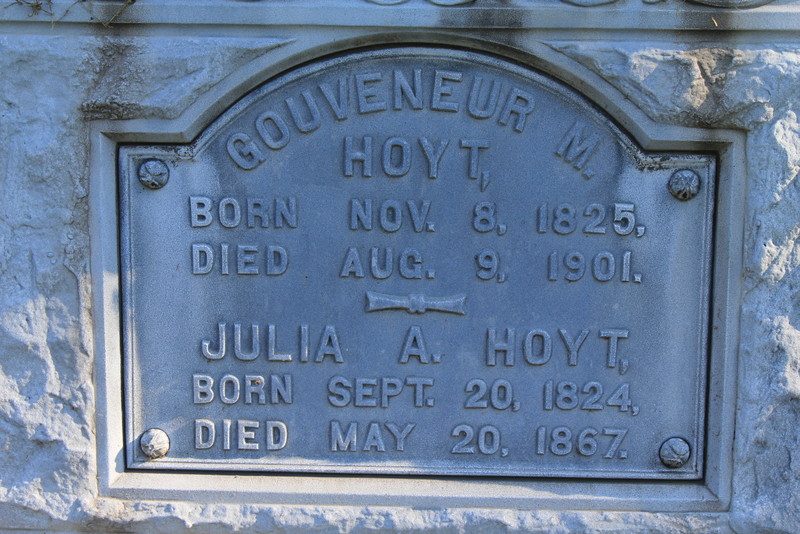 GOUVENEUR M.
HOYT,
BORN NOV. 8, 1825,
DIED AUG. 9, 1901.
JULIA A. HOYT,
BORN SEPT. 20, 1824,
DIED MAY 20, 1867.